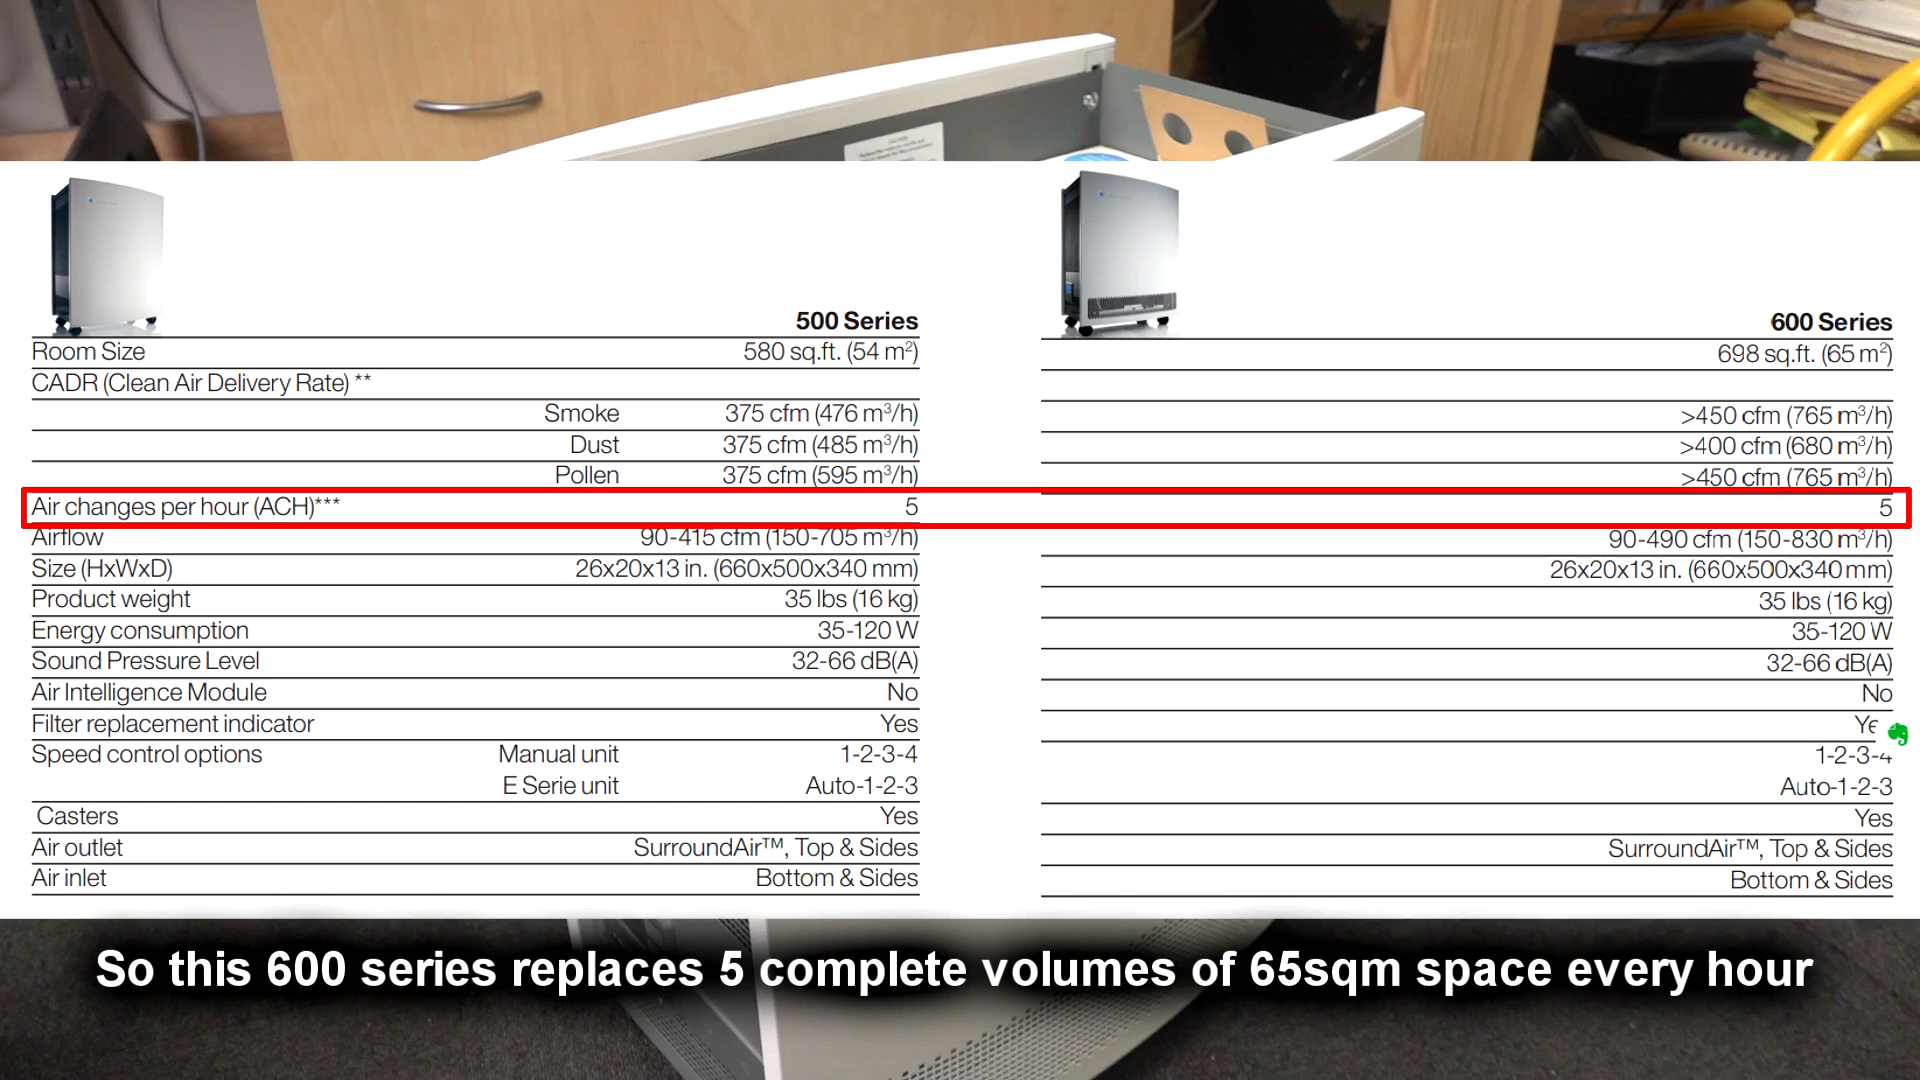 500 Series
600 Series
Room Size 580 sq.ft. (54 m²) 698 sq.ft. (65 m²)
CADR (Clean Air Delivery Rate) **
Smoke 375 cfm (476 m³/h) >450 cfm (765 m³/h)
Dust 375 cfm (485 m³/h) >400 cfm (680 m³/h)
Pollen 375 cfm (595 m³/h) >450 cfm (765 m³/h)
Air changes per hour (ACH)*** 5 5
Airflow 90-415 cfm (150-705 m³/h) 90-490 cfm (150-830 m³/h)
Size (HxWxD) 26x20x13 in. (660x500x340 mm) 26x20x13 in. (660x500x340 mm)
Product weight 35 lbs (16 kg) 35 lbs (16 kg)
Energy consumption 35-120 W 35-120 W
Sound Pressure Level 32-66 dB(A) 32-66 dB(A)
Air Intelligence Module No No
Filter replacement indicator Yes Ye
Speed control options Manual unit 1-2-3-4 1-2-3-4
E Serie unit Auto-1-2-3 Auto-1-2-3
Casters Yes Yes
Air outlet SurroundAir™, Top & Sides SurroundAir™, Top & Sides
Air inlet Bottom & Sides Bottom & Sides
So this 600 series replaces 5 complete volumes of 65sqm space every hour